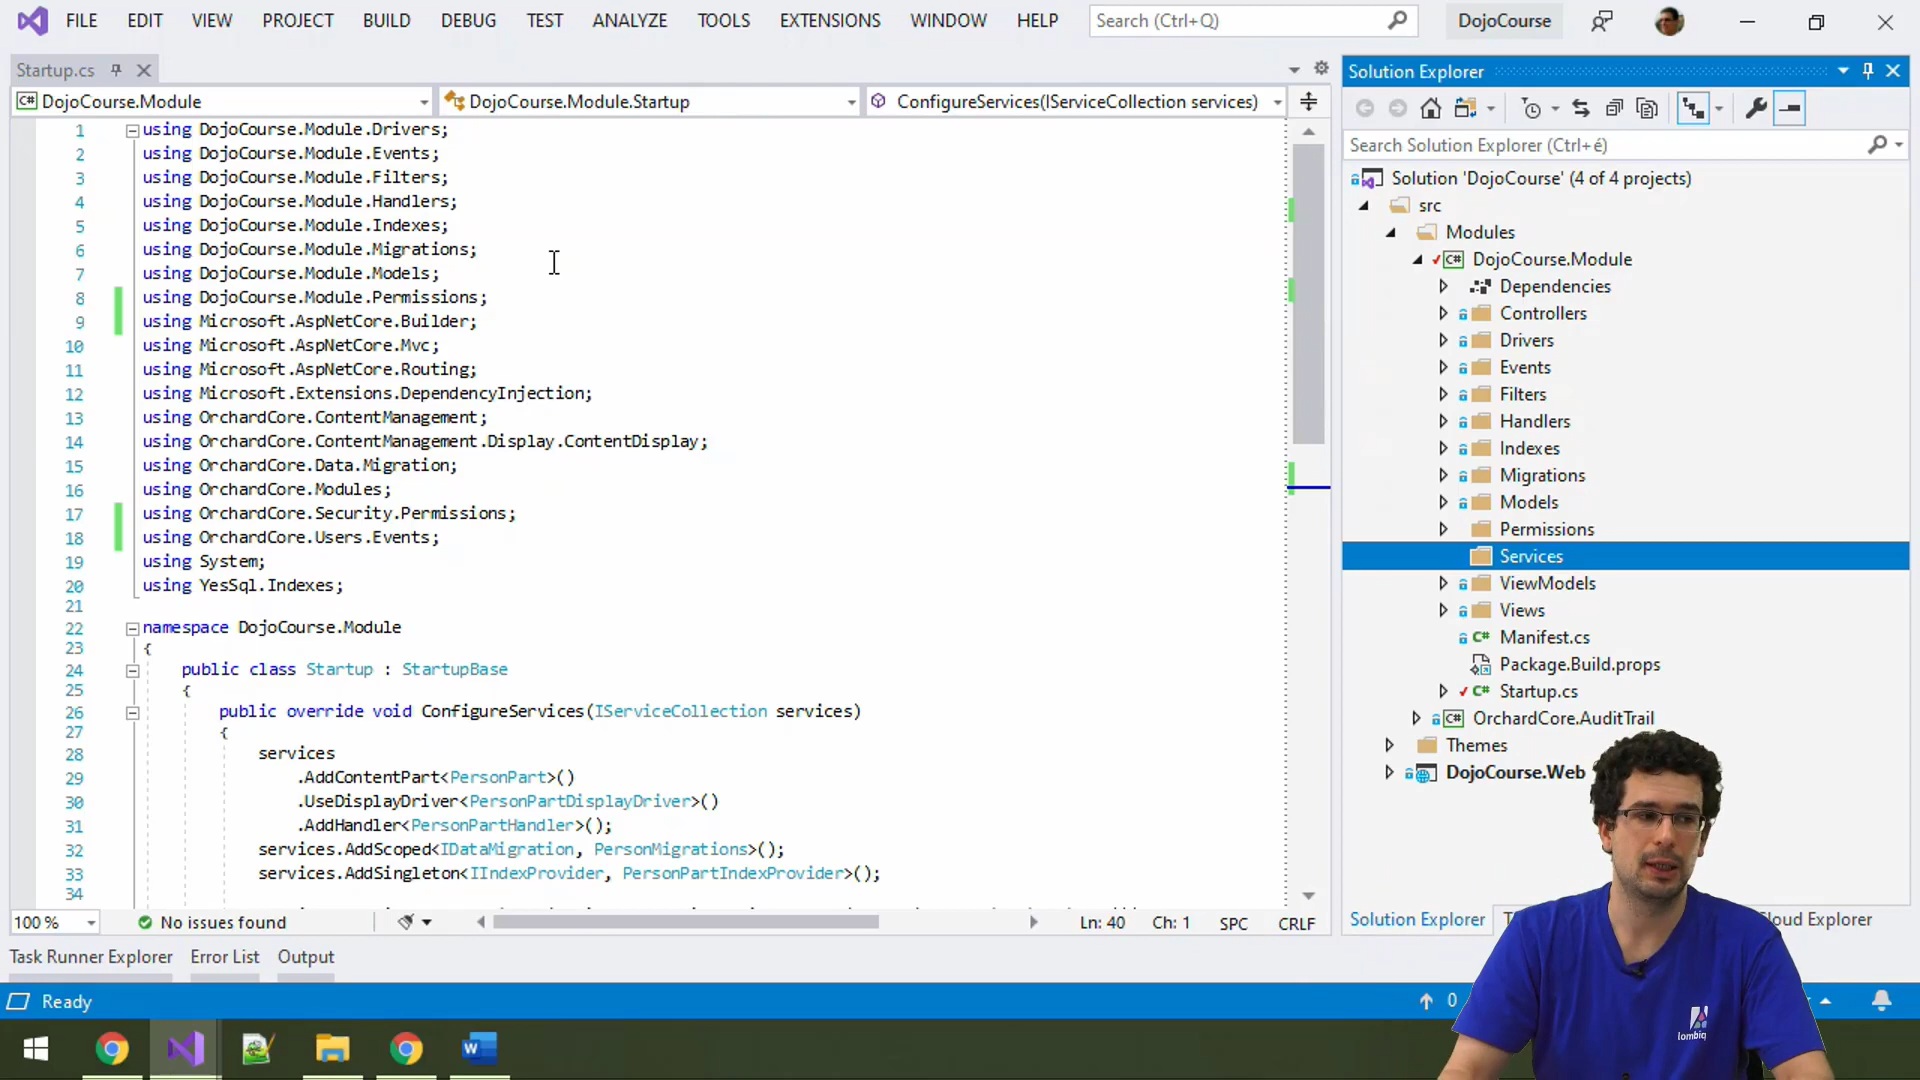 FILE EDIT VIEW PROJECT BUILD DEBUG TEST ANALYZE TOOLS EXTENSIONS WINDOW HELP Search (Ctrl+Q) DojoCourse
Startup.cs
DojoCourse.Module DojoCourse.Module.Startup ConfigureServices(IServiceCollection services)
1 using DojoCourse.Module.Drivers;
2 using DojoCourse.Module.Events;
3 using DojoCourse.Module.Filters;
4 using DojoCourse.Module.Handlers;
5 using DojoCourse.Module.Indexes;
6 using DojoCourse.Module.Migrations;
7 using DojoCourse.Module.Models;
8 using DojoCourse.Module.Permissions;
9 using Microsoft.AspNetCore.Builder;
10 using Microsoft.AspNetCore.Mvc;
11 using Microsoft.AspNetCore.Routing;
12 using Microsoft.Extensions.DependencyInjection;
13 using OrchardCore.ContentManagement;
14 using OrchardCore.ContentManagement.Display.ContentDisplay;
15 using OrchardCore.Data.Migration;
16 using OrchardCore.Modules;
17 using OrchardCore.Security.Permissions;
18 using OrchardCore.Users.Events;
19 using System;
20 using YesSql.Indexes;
21
22 namespace DojoCourse.Module
23 {
24 public class Startup : StartupBase
25 {
26 public override void ConfigureServices(IServiceCollection services)
27 {
28 services
29 .AddContentPart<PersonPart>()
30 .UseDisplayDriver<PersonPartDisplayDriver>()
31 .AddHandler<PersonPartHandler>();
32 services.AddScoped<IDataMigration, PersonMigrations>();
33 services.AddSingleton<IIndexProvider, PersonPartIndexProvider>();
34
100 % No issues found Ln: 40 Ch: 1 SPC CRLF
Task Runner Explorer Error List Output
Ready
Solution Explorer
Search Solution Explorer (Ctrl+é)
Solution 'DojoCourse' (4 of 4 projects)
src
Modules
DojoCourse.Module
Dependencies
Controllers
Drivers
Events
Filters
Handlers
Indexes
Migrations
Models
Permissions
Services
ViewModels
Views
Manifest.cs
Package.Build.props
Startup.cs
OrchardCore.AuditTrail
Themes
DojoCourse.Web
Solution Explorer Explorer
0
lombiq